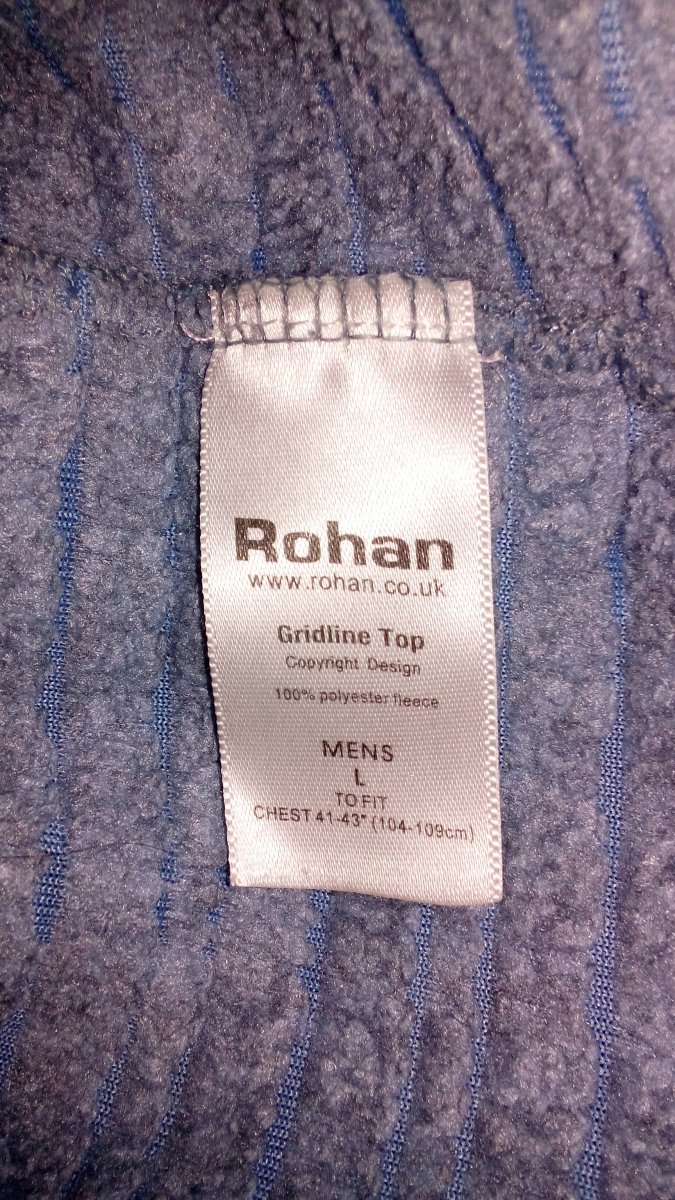 Rohan
www.rohan.co.uk
Gridline Top
Copyright Design
100% polyester fleece
MENS
L
TO FIT
CHEST 41-43" (104-109cm)